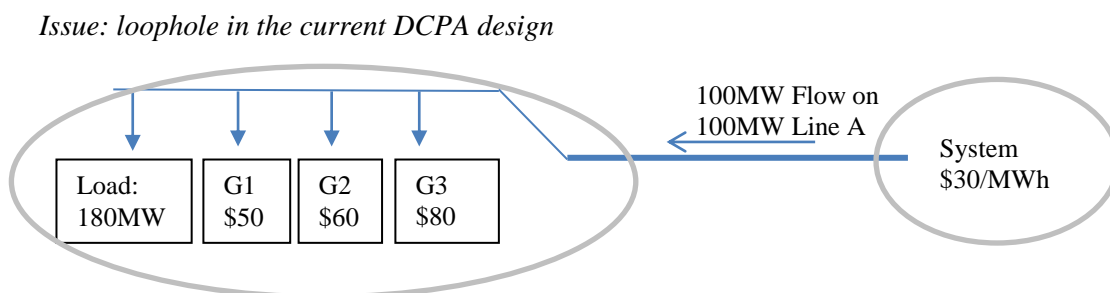 Issue: loophole in the current DCPA design
100MW Flow on
100MW Line A
System
$30/MWh
Load:
180MW
G1
$50
G2
$60
G3
$80